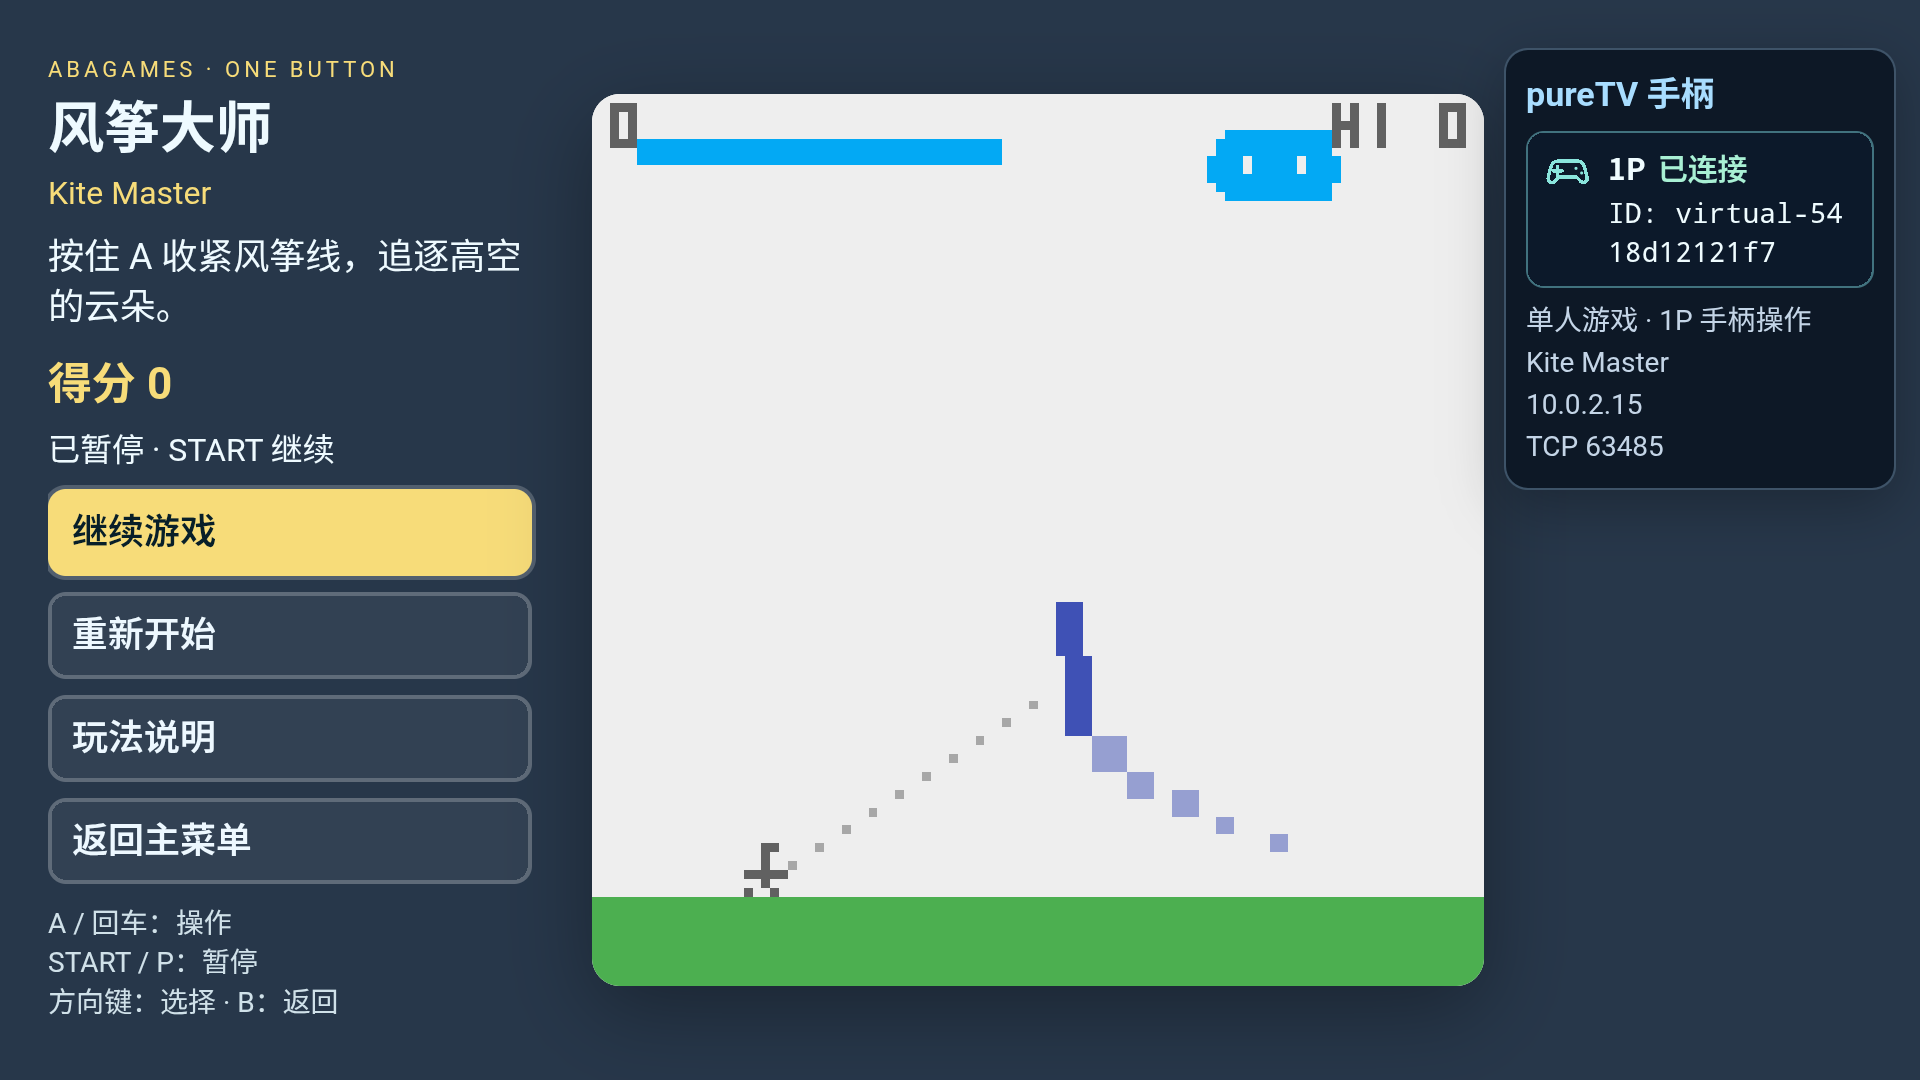 ABAGAMES · ONE BUTTON
风筝大师
Kite Master
按住 A 收紧风筝线，追逐高空
的云朵。
得分 0
已暂停 · START 继续
继续游戏
重新开始
玩法说明
返回主菜单
A / 回车：操作
START / P：暂停
方向键：选择 · B：返回
0
HI 0
pureTV 手柄
1P 已连接
ID: virtual-54
18d12121f7
单人游戏 · 1P 手柄操作
Kite Master
10.0.2.15
TCP 63485